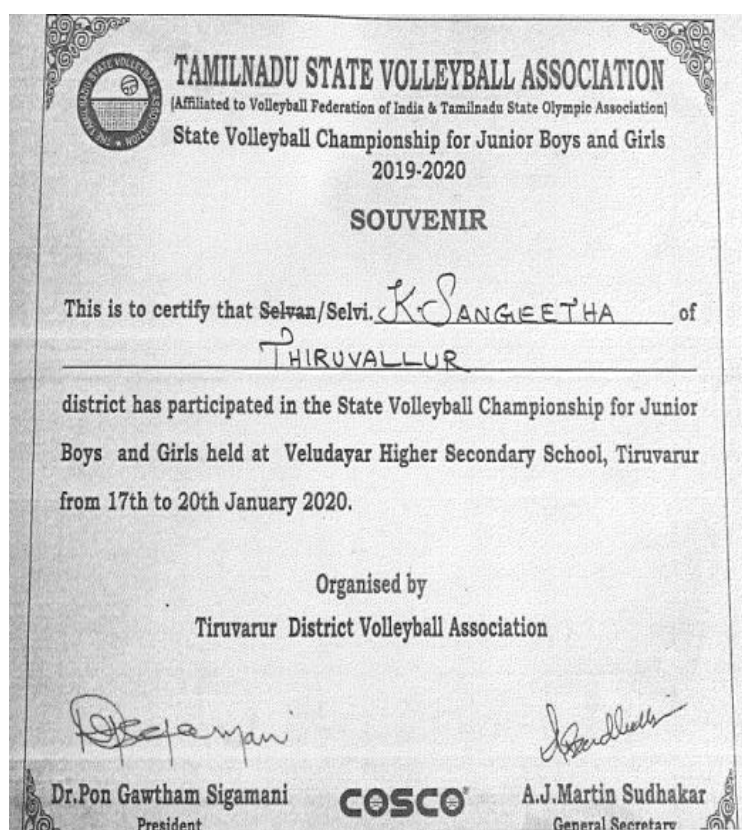 TAMILNADU STATE VOLLEYBALL ASSOCIATION
(Affiliated to Volleyball Federation of India & Tamilnadu State Olympic Association)
State Volleyball Championship for Junior Boys and Girls
2019-2020
SOUVENIR
This is to certify that Selvan/Selvi. K. SANGEETHA of
THIRUVALLUR
district has participated in the State Volleyball Championship for Junior
Boys and Girls held at Veludayar Higher Secondary School, Tiruvarur
from 17th to 20th January 2020.
Organised by
Tiruvarur District Volleyball Association
Dr.Pon Gawtham Sigamani
President
COSCO
A.J.Martin Sudhakar
General Secretary